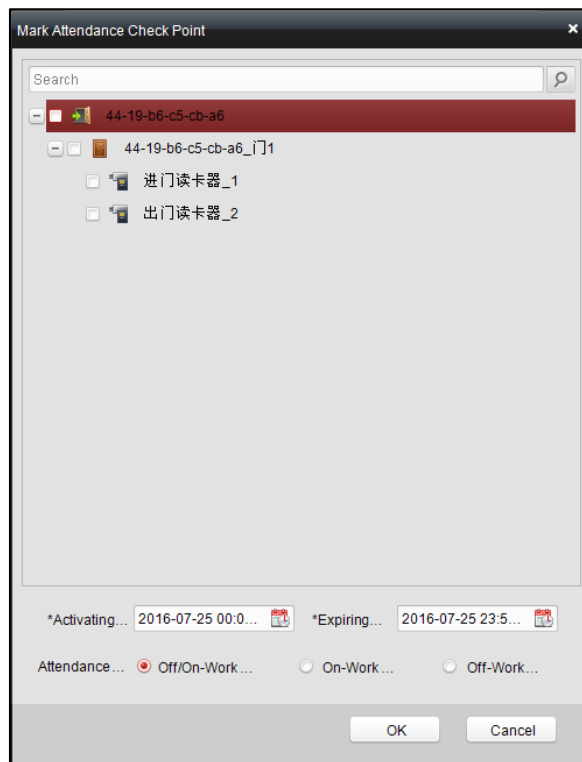 Mark Attendance Check Point
Search
44-19-b6-c5-cb-a6
44-19-b6-c5-cb-a6_门1
进门读卡器_1
出门读卡器_2
*Activating... 2016-07-25 00:0... *Expiring... 2016-07-25 23:5...
Attendance... Off/On-Work... On-Work... Off-Work...
OK Cancel